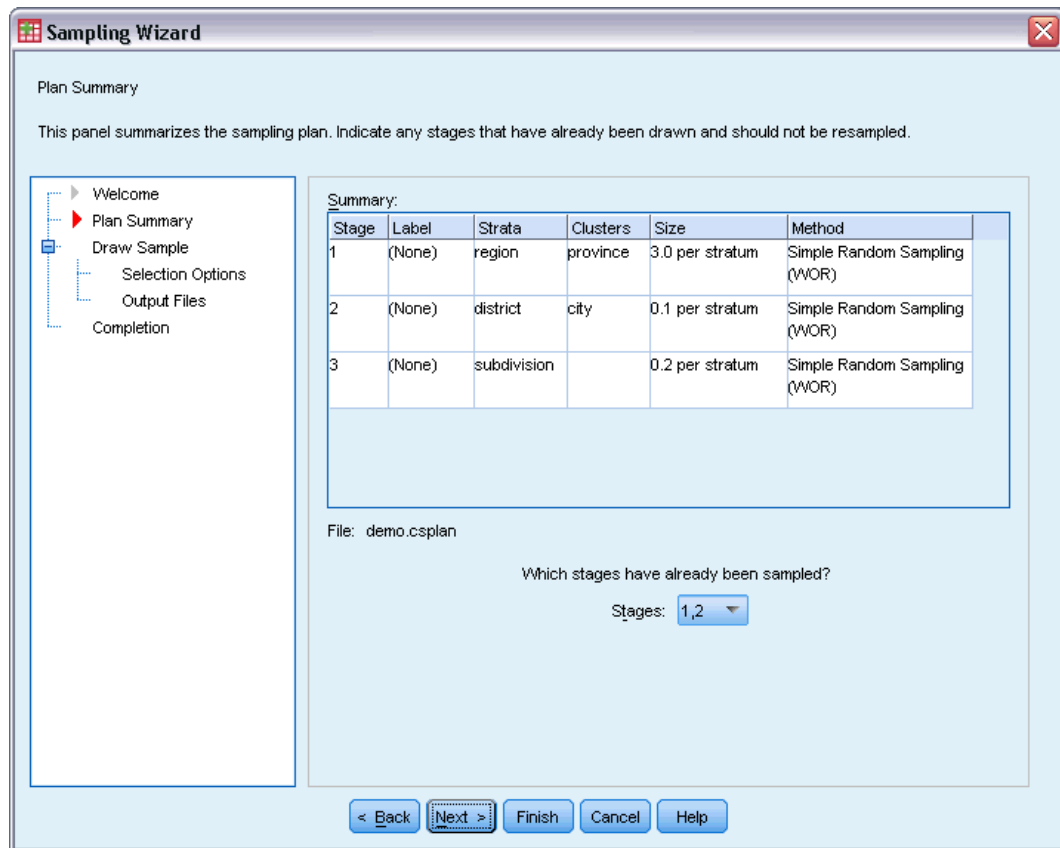 Sampling Wizard
Plan Summary
This panel summarizes the sampling plan. Indicate any stages that have already been drawn and should not be resampled.
Welcome
Plan Summary
Draw Sample
Selection Options
Output Files
Completion
Summary:
Stage Label Strata Clusters Size Method
1 (None) region province 3.0 per stratum Simple Random Sampling
(WOR)
2 (None) district city 0.1 per stratum Simple Random Sampling
(WOR)
3 (None) subdivision 0.2 per stratum Simple Random Sampling
(WOR)
File: demo.csplan
Which stages have already been sampled?
Stages: 1,2
< Back Next > Finish Cancel Help